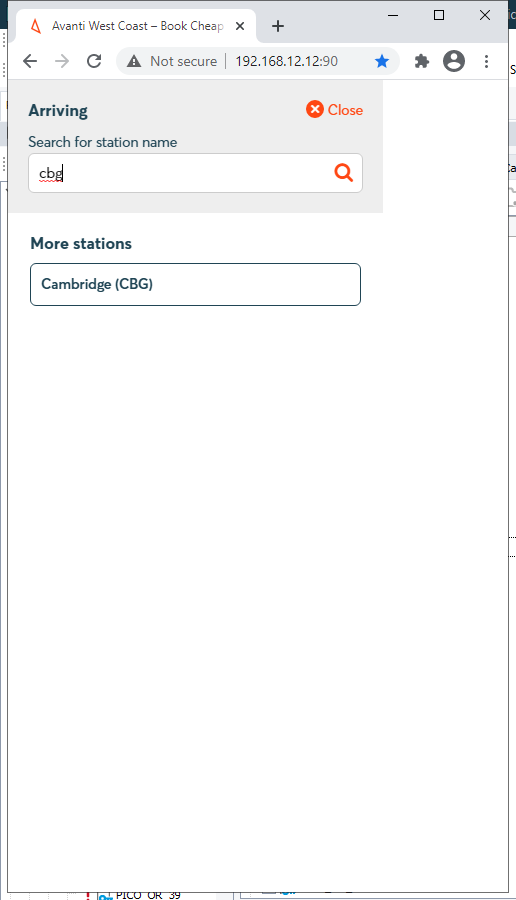 Avanti West Coast – Book Cheap
Not secure
192.168.12.12:90
Arriving
Close
Search for station name
cbg
More stations
Cambridge (CBG)
PICO_OR_39